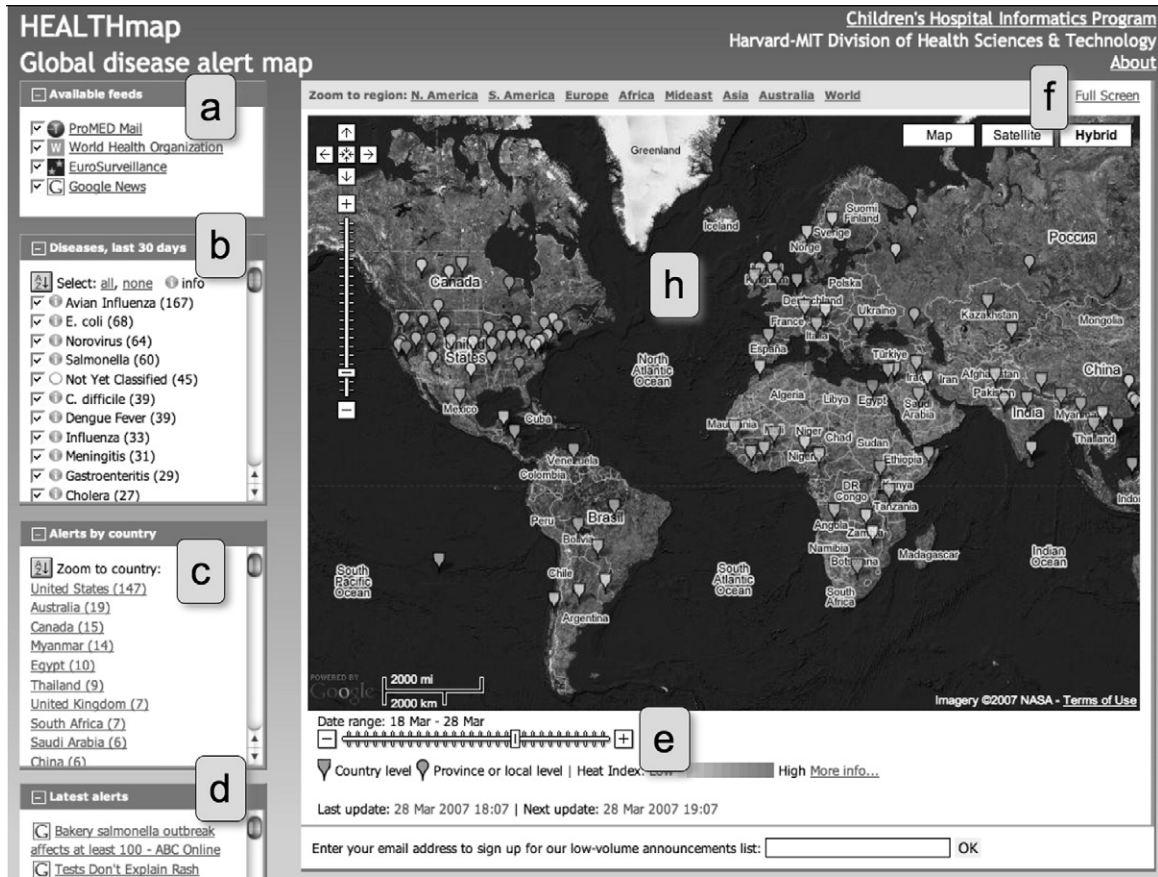 HEALTHmap
Global disease alert map
Children's Hospital Informatics Program
Harvard-MIT Division of Health Sciences & Technology
About
a
Available feeds
ProMED Mail
W World Health Organization
EuroSurveillance
G Google News
b
Diseases, last 30 days
Select: all, none info
Avian Influenza (167)
E. coli (68)
Norovirus (64)
Salmonella (60)
Not Yet Classified (45)
C. difficile (39)
Dengue Fever (39)
Influenza (33)
Meningitis (31)
Gastroenteritis (29)
Cholera (27)
c
Alerts by country
Zoom to country:
United States (147)
Australia (19)
Canada (15)
Myanmar (14)
Egypt (10)
Thailand (9)
United Kingdom (7)
South Africa (7)
Saudi Arabia (6)
China (6)
d
Latest alerts
G Bakery salmonella outbreak
affects at least 100 - ABC Online
G Tests Don't Explain Rash
Zoom to region: N. America S. America Europe Africa Mideast Asia Australia World
f
Full Screen
Map Satellite Hybrid
h
Greenland
Iceland
Suomi
Finland
Sverige
Norge
Россия
Canada
Kingdom
Polska
Deutschland
Ukraine
France
Kazakhstan
Mongolia
Italia
España
Türkiye
United
States
North
Atlantic
Ocean
China
Iraq
Iran
Afghanistan
Pakistan
Algeria
Libya
Egypt
Saudi
Arabia
India
Myanmar
Mexico
Cuba
Mauritania
Mali
Niger
Chad
Sudan
Thailand
Nigeria
Ethiopia
Venezuela
Colombia
DR
Congo
Kenya
Tanzania
Peru
Brasil
Angola
Zambia
Bolivia
Namibia
Madagascar
Botswana
Indian
Ocean
South
Pacific
Ocean
Chile
South
Atlantic
Ocean
South
Africa
Argentina
POWERED BY
Google
2000 mi
2000 km
Imagery ©2007 NASA - Terms of Use
Date range: 18 Mar - 28 Mar
e
Country level Province or local level | Heat Index: Low High More info...
Last update: 28 Mar 2007 18:07 | Next update: 28 Mar 2007 19:07
Enter your email address to sign up for our low-volume announcements list: OK